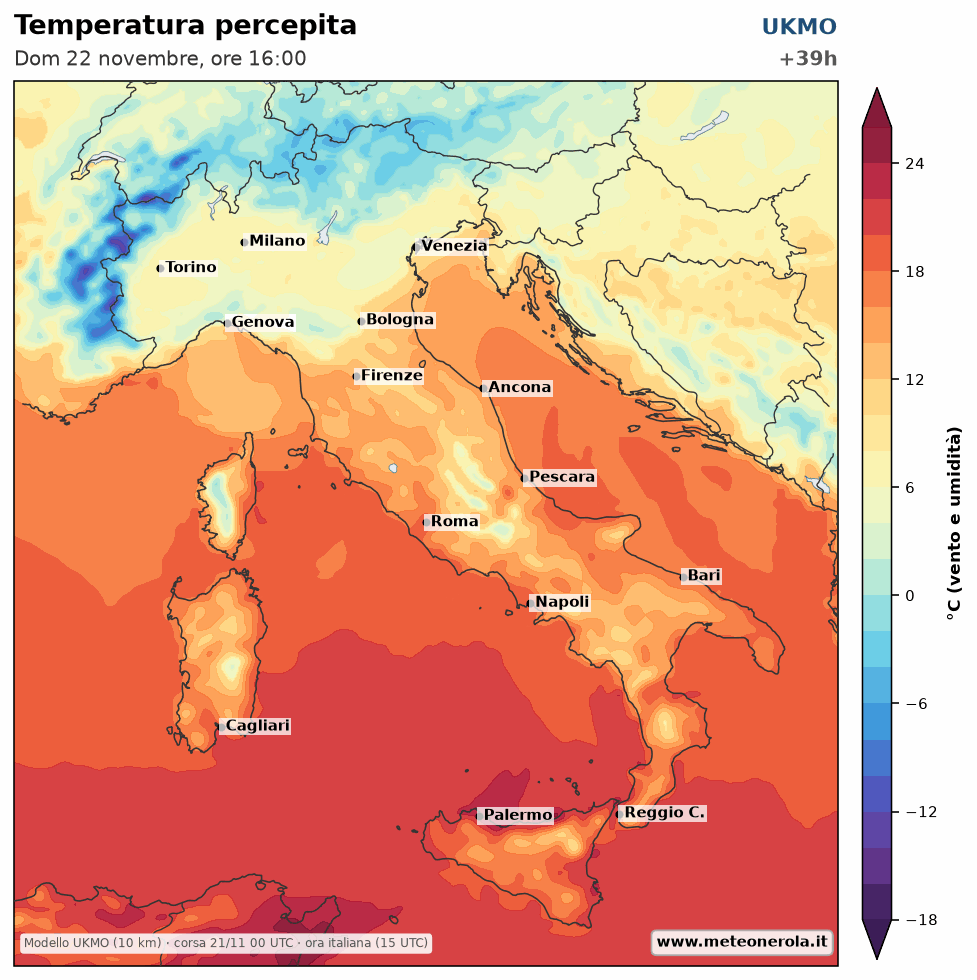 Temperatura percepita
UKMO
Dom 22 novembre, ore 16:00
+39h
Milano
Venezia
Torino
Genova
Bologna
Firenze
Ancona
Pescara
Roma
Bari
Napoli
Cagliari
Palermo
Reggio C.
24
18
12
6
0
−6
−12
−18
°C (vento e umidità)
Modello UKMO (10 km) · corsa 21/11 00 UTC · ora italiana (15 UTC)
www.meteonerola.it